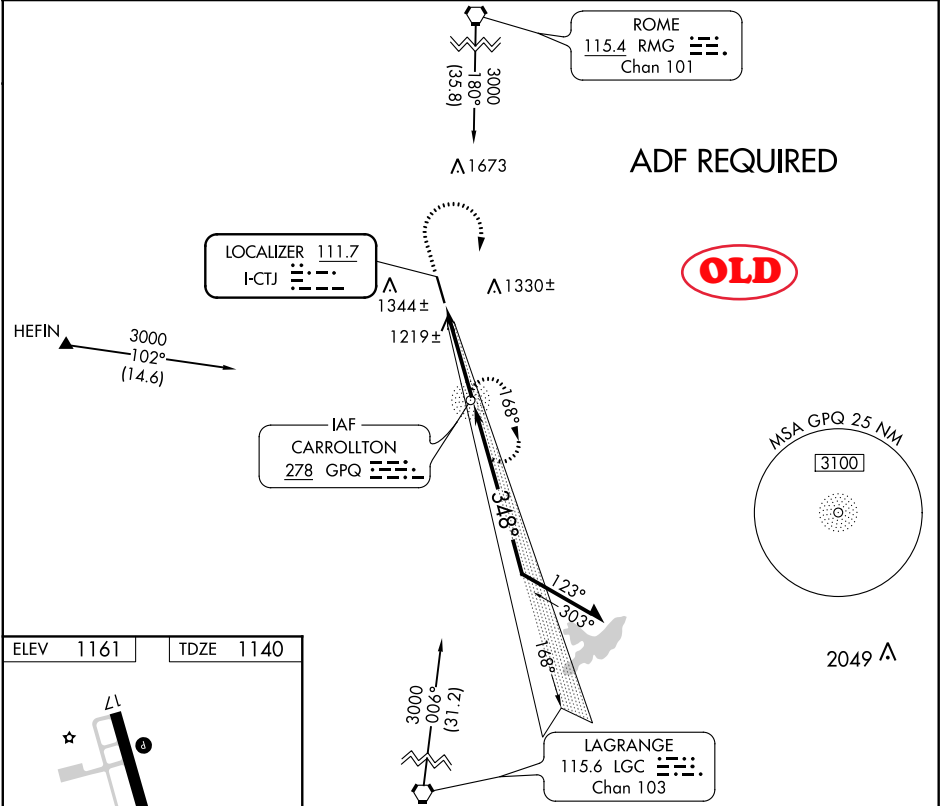 ROME
115.4 RMG
Chan 101
3000
180°
(35.8)
1673
ADF REQUIRED
LOCALIZER 111.7
I-CTJ
OLD
1344±
1330±
1219±
HEFIN
3000
102°
(14.6)
IAF
CARROLLTON
278 GPQ
168°
MSA GPQ 25 NM
3100
348°
123°
303°
168°
2049
ELEV 1161
TDZE 1140
17
P
3000
006°
(31.2)
LAGRANGE
115.6 LGC
Chan 103